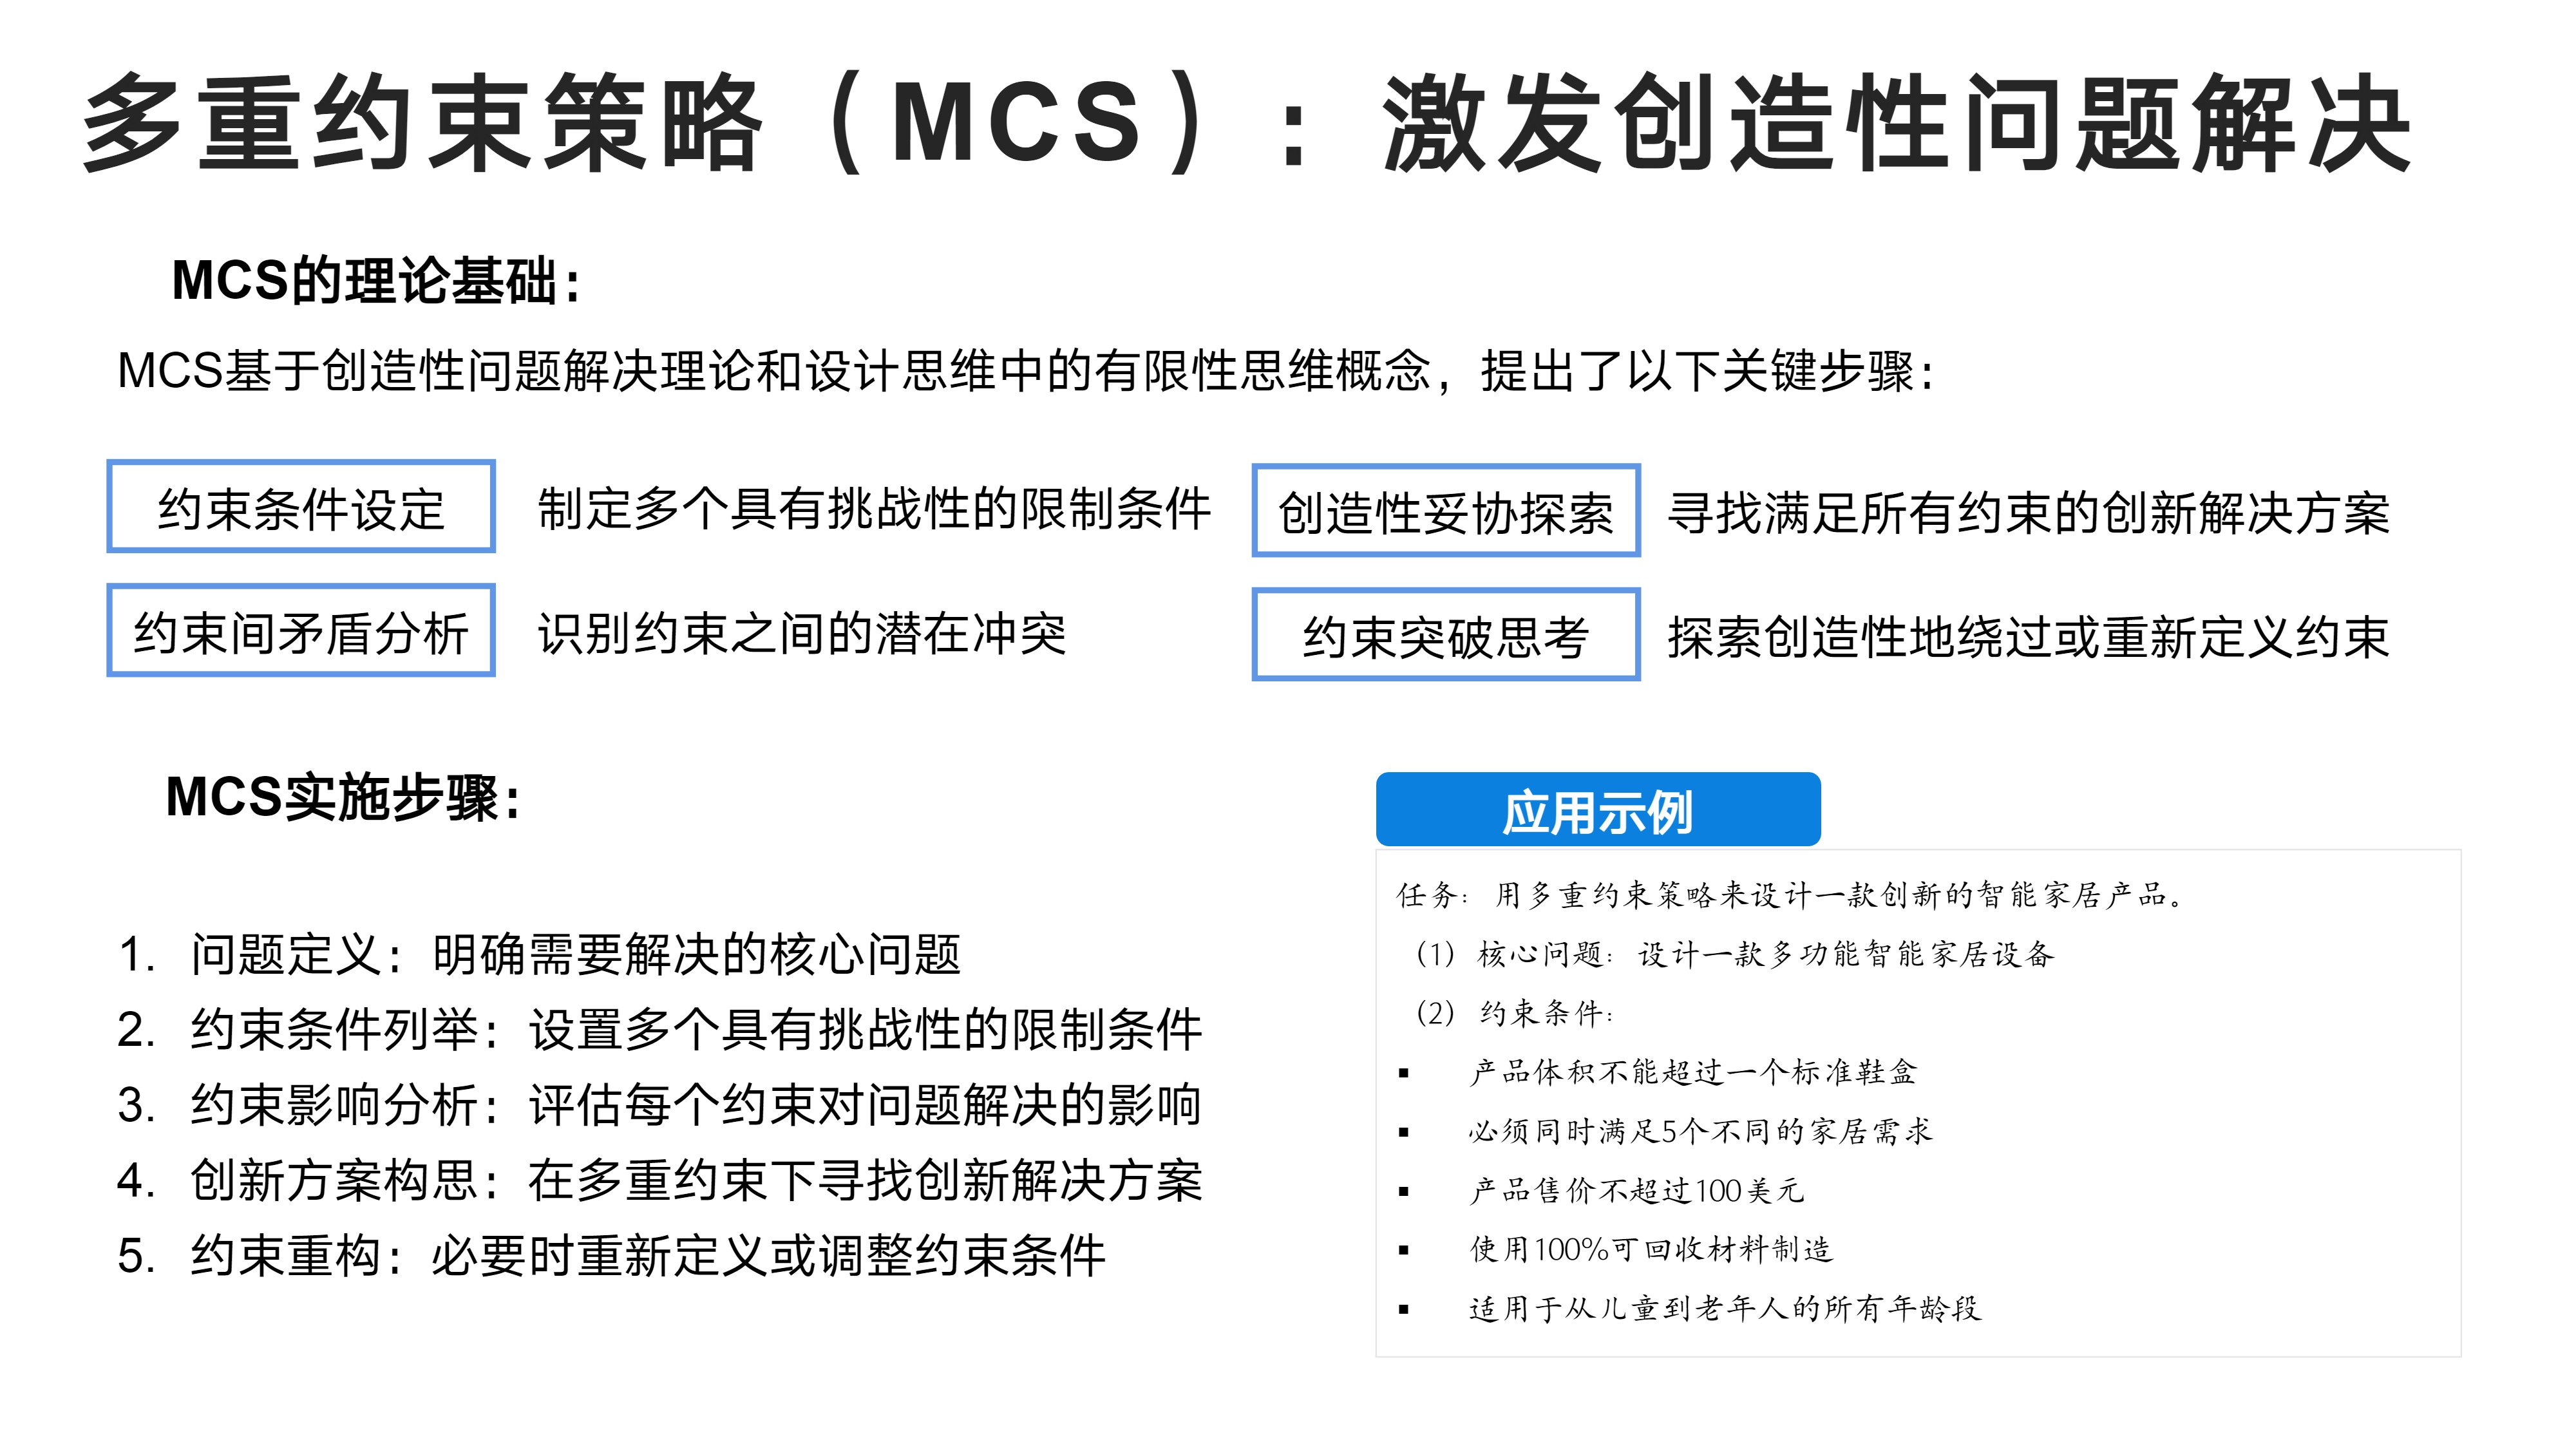 多重约束策略（MCS）：激发创造性问题解决
MCS的理论基础：
MCS基于创造性问题解决理论和设计思维中的有限性思维概念，提出了以下关键步骤：
约束条件设定 制定多个具有挑战性的限制条件
约束间矛盾分析 识别约束之间的潜在冲突
创造性妥协探索 寻找满足所有约束的创新解决方案
约束突破思考 探索创造性地绕过或重新定义约束
MCS实施步骤：
1. 问题定义：明确需要解决的核心问题
2. 约束条件列举：设置多个具有挑战性的限制条件
3. 约束影响分析：评估每个约束对问题解决的影响
4. 创新方案构思：在多重约束下寻找创新解决方案
5. 约束重构：必要时重新定义或调整约束条件
应用示例
任务：用多重约束策略来设计一款创新的智能家居产品。
（1）核心问题：设计一款多功能智能家居设备
（2）约束条件：
▪ 产品体积不能超过一个标准鞋盒
▪ 必须同时满足5个不同的家居需求
▪ 产品售价不超过100美元
▪ 使用100%可回收材料制造
▪ 适用于从儿童到老年人的所有年龄段